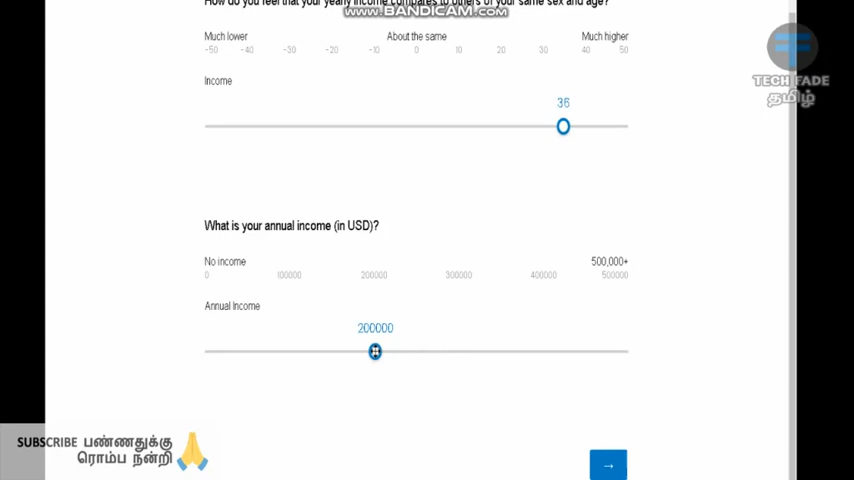 How do you feel that your yearly income compares to others of your same sex and age?
www.BANDICAM.com
Much lower About the same Much higher
-50 -40 -30 -20 -10 0 10 20 30 40 50
Income
36
TECH FADE
தமிழ்
What is your annual income (in USD)?
No income 500,000+
0 100000 200000 300000 400000 500000
Annual Income
200000
SUBSCRIBE பண்ணதுக்கு
ரொம்ப நன்றி